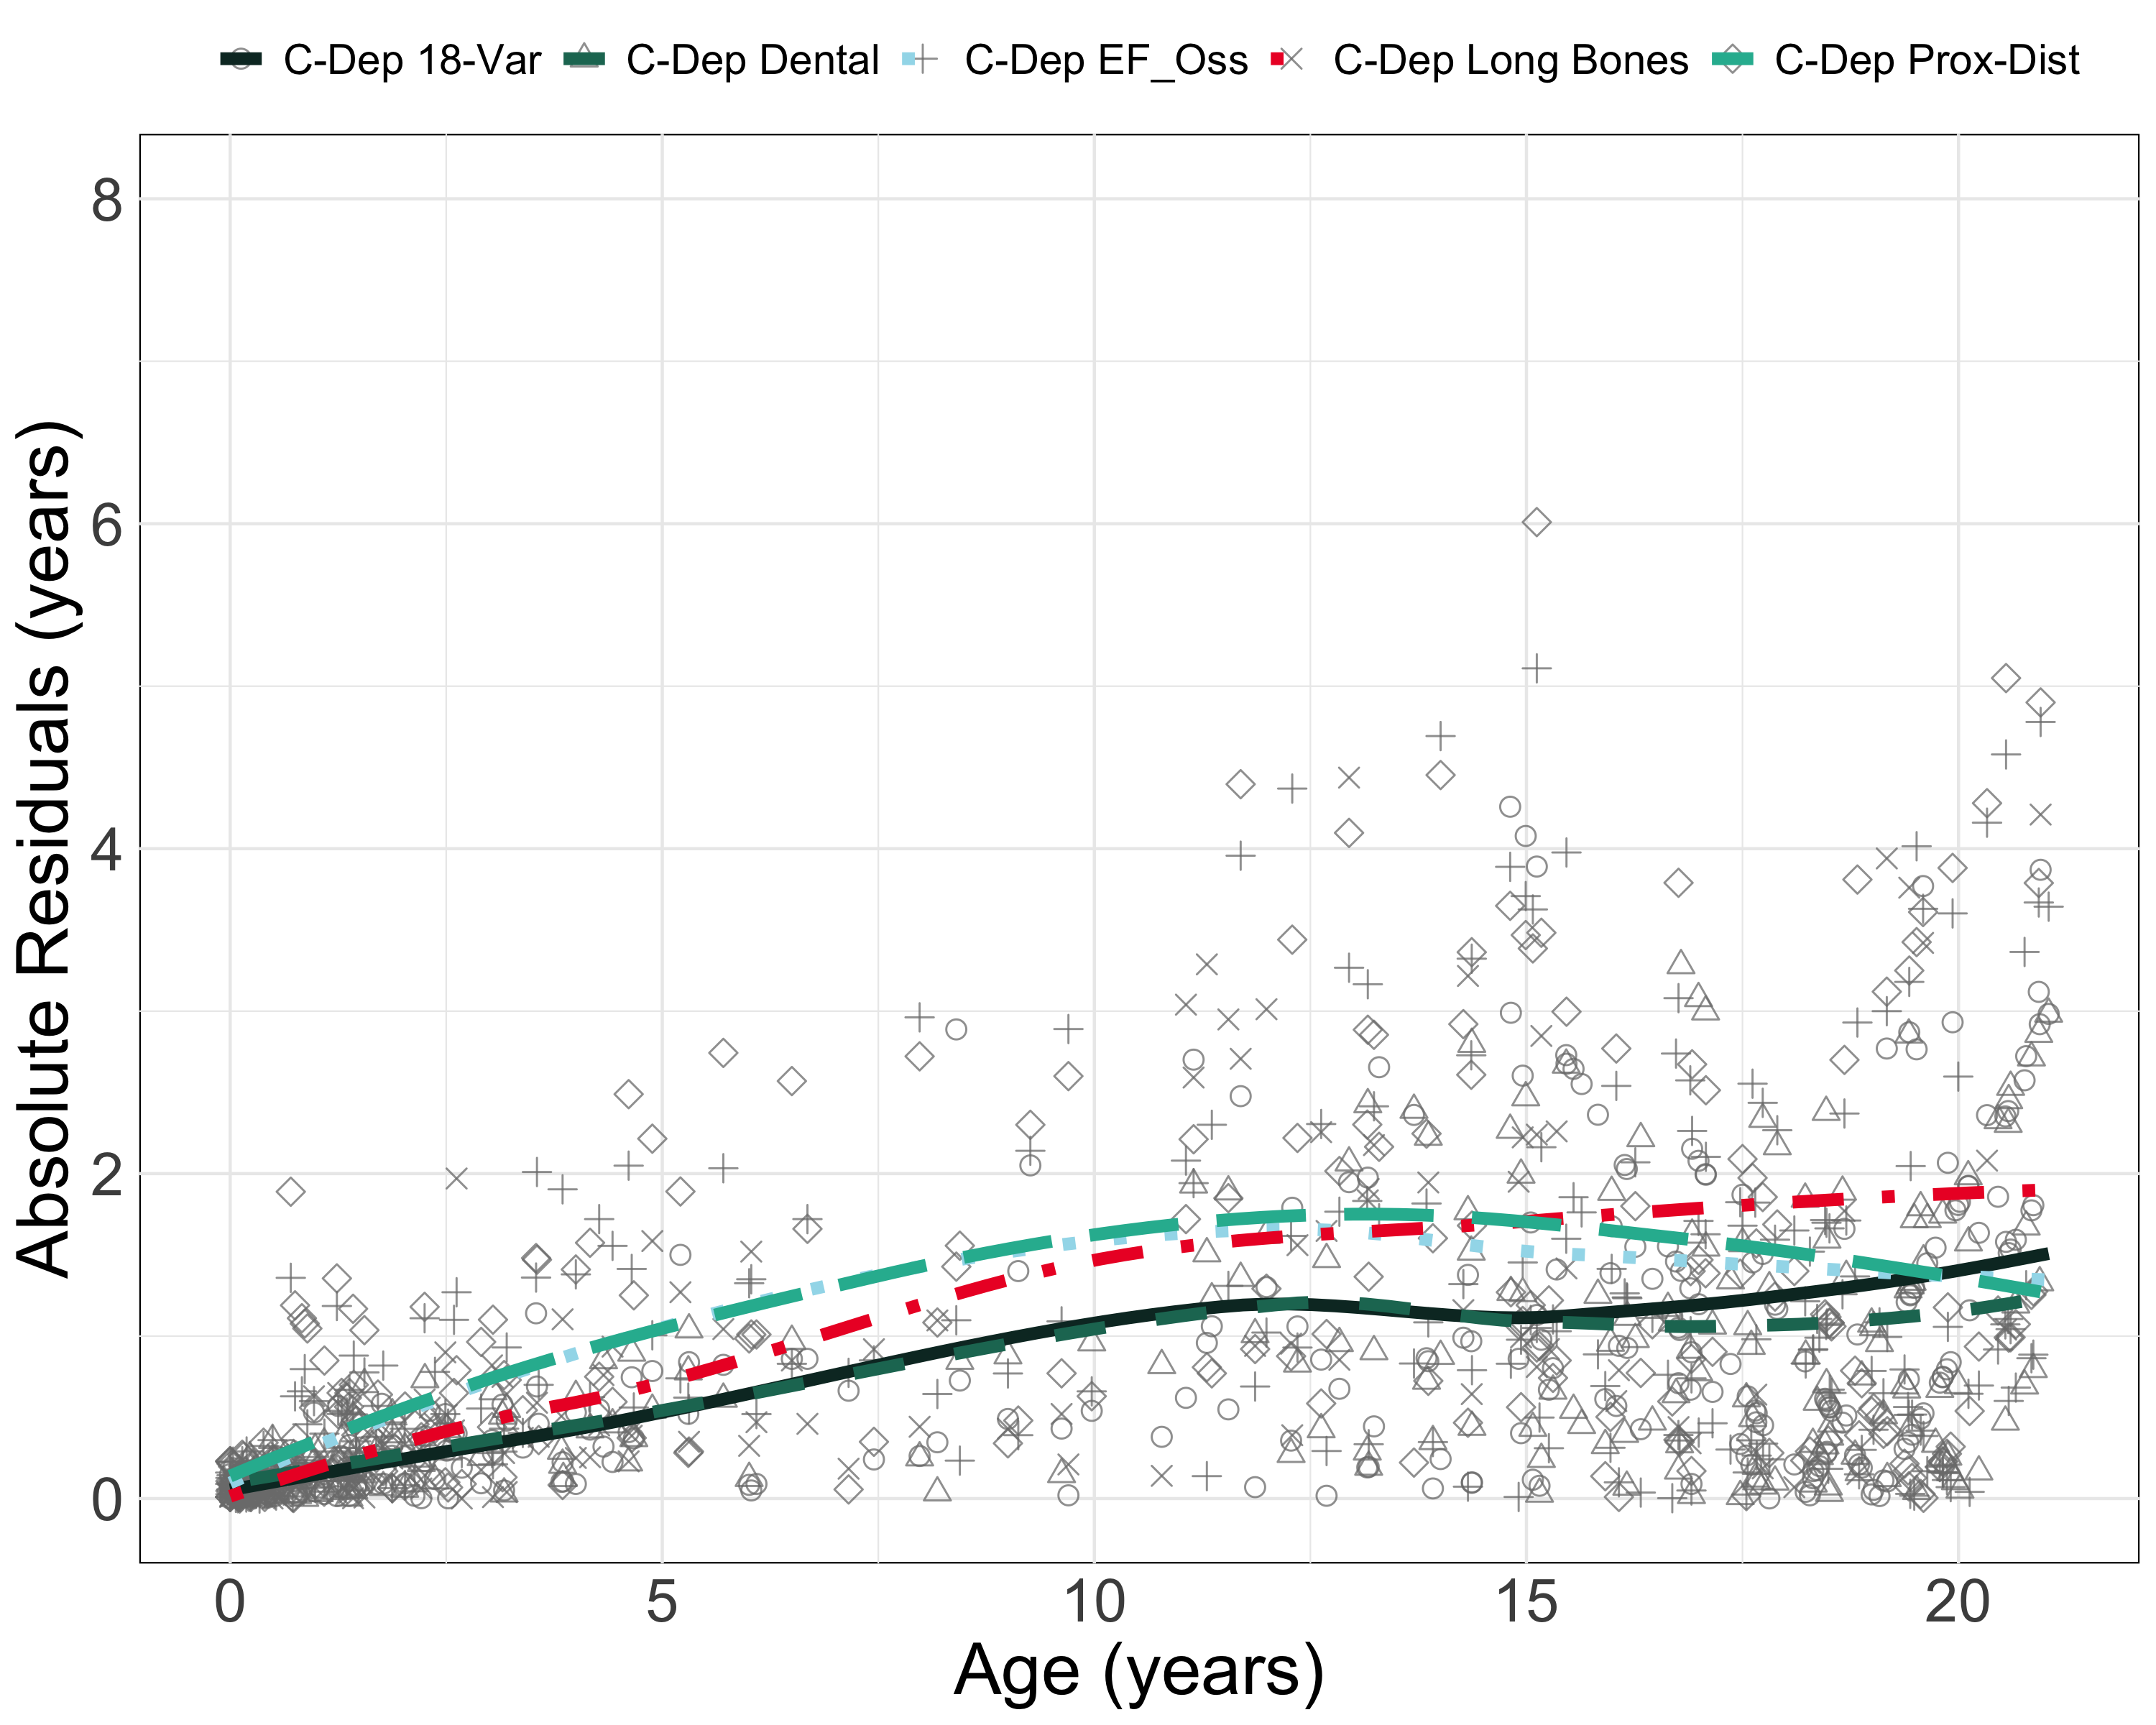 C-Dep 18-Var C-Dep Dental C-Dep EF_Oss C-Dep Long Bones C-Dep Prox-Dist
8
6
4
2
0
Absolute Residuals (years)
0 5 10 15 20
Age (years)